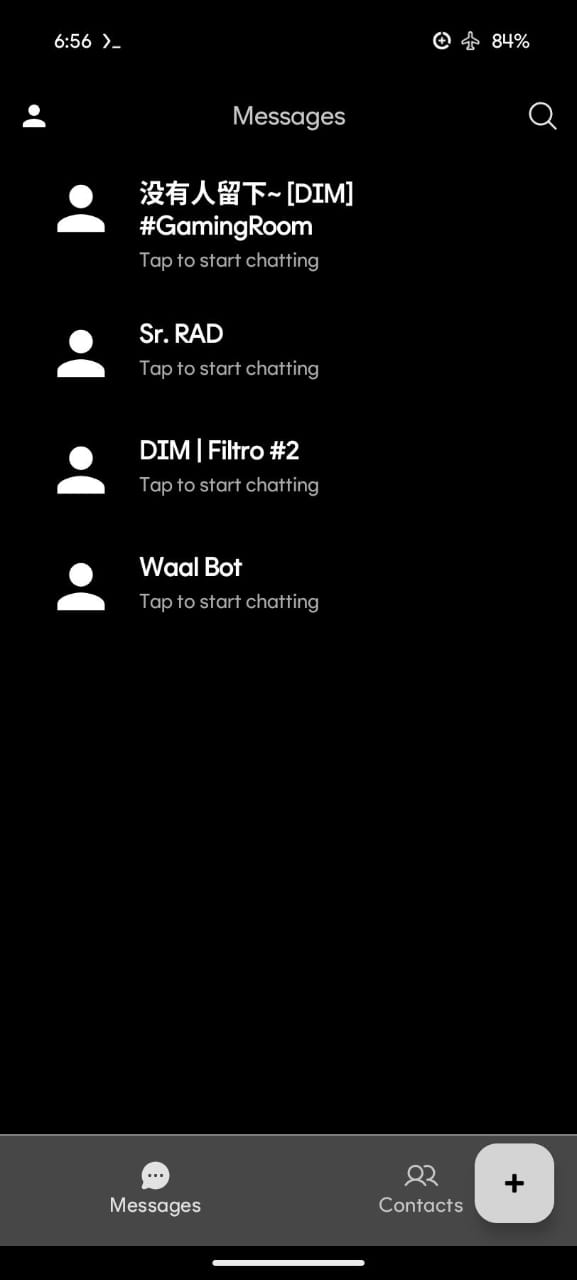 6:56 ❯_ 84%
Messages
没有人留下~ [DIM]
#GamingRoom
Tap to start chatting
Sr. RAD
Tap to start chatting
DIM | Filtro #2
Tap to start chatting
Waal Bot
Tap to start chatting
Messages Contacts +